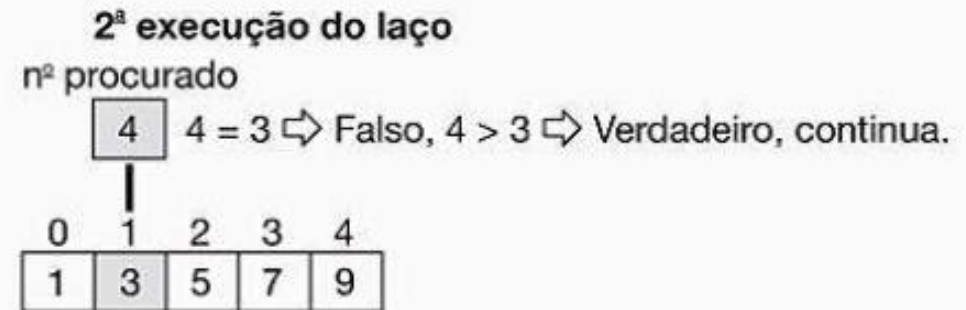 2ª execução do laço
nº procurado
4 4 = 3 ⇨ Falso, 4 > 3 ⇨ Verdadeiro, continua.
0 1 2 3 4
1 3 5 7 9